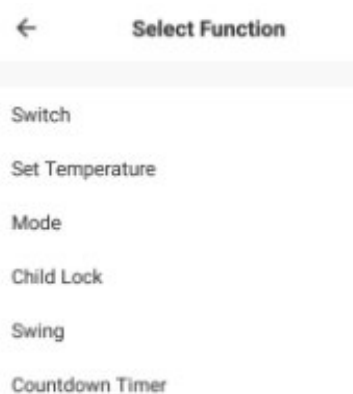 Select Function
Switch
Set Temperature
Mode
Child Lock
Swing
Countdown Timer